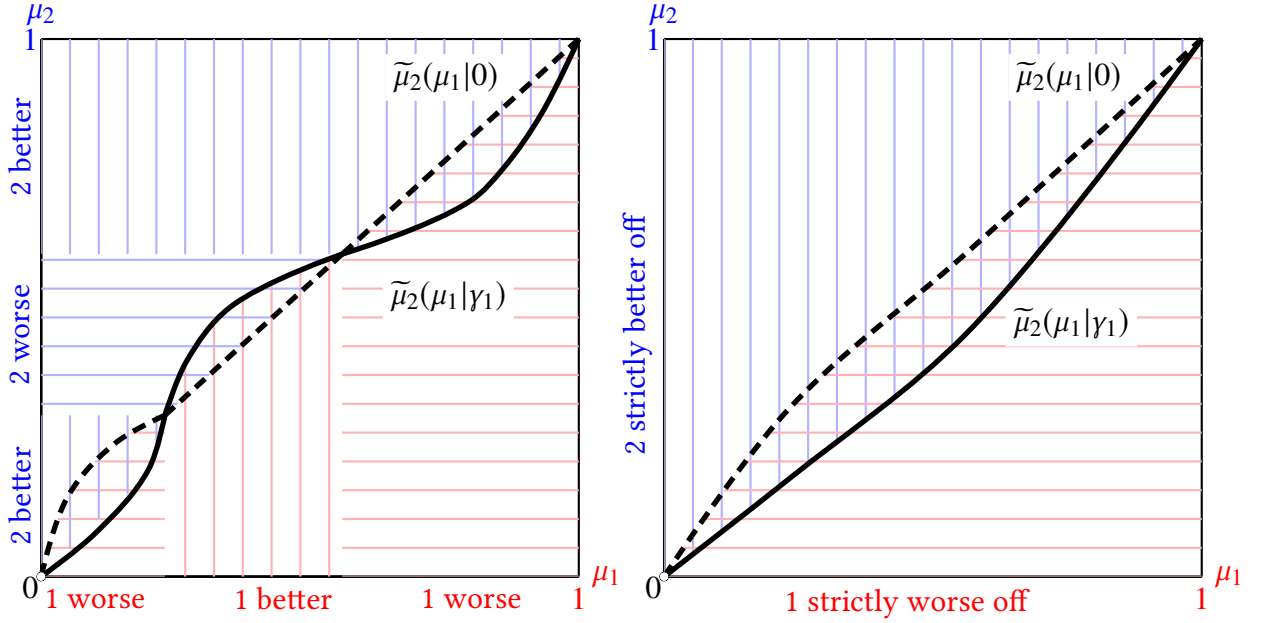 μ₂
1
μ̃₂(μ₁|0)
2 better
2 worse
μ̃₂(μ₁|γ₁)
2 better
0
μ₁
1 worse
1 better
1 worse
1
μ₂
1
μ̃₂(μ₁|0)
2 strictly better off
μ̃₂(μ₁|γ₁)
0
μ₁
1 strictly worse off
1